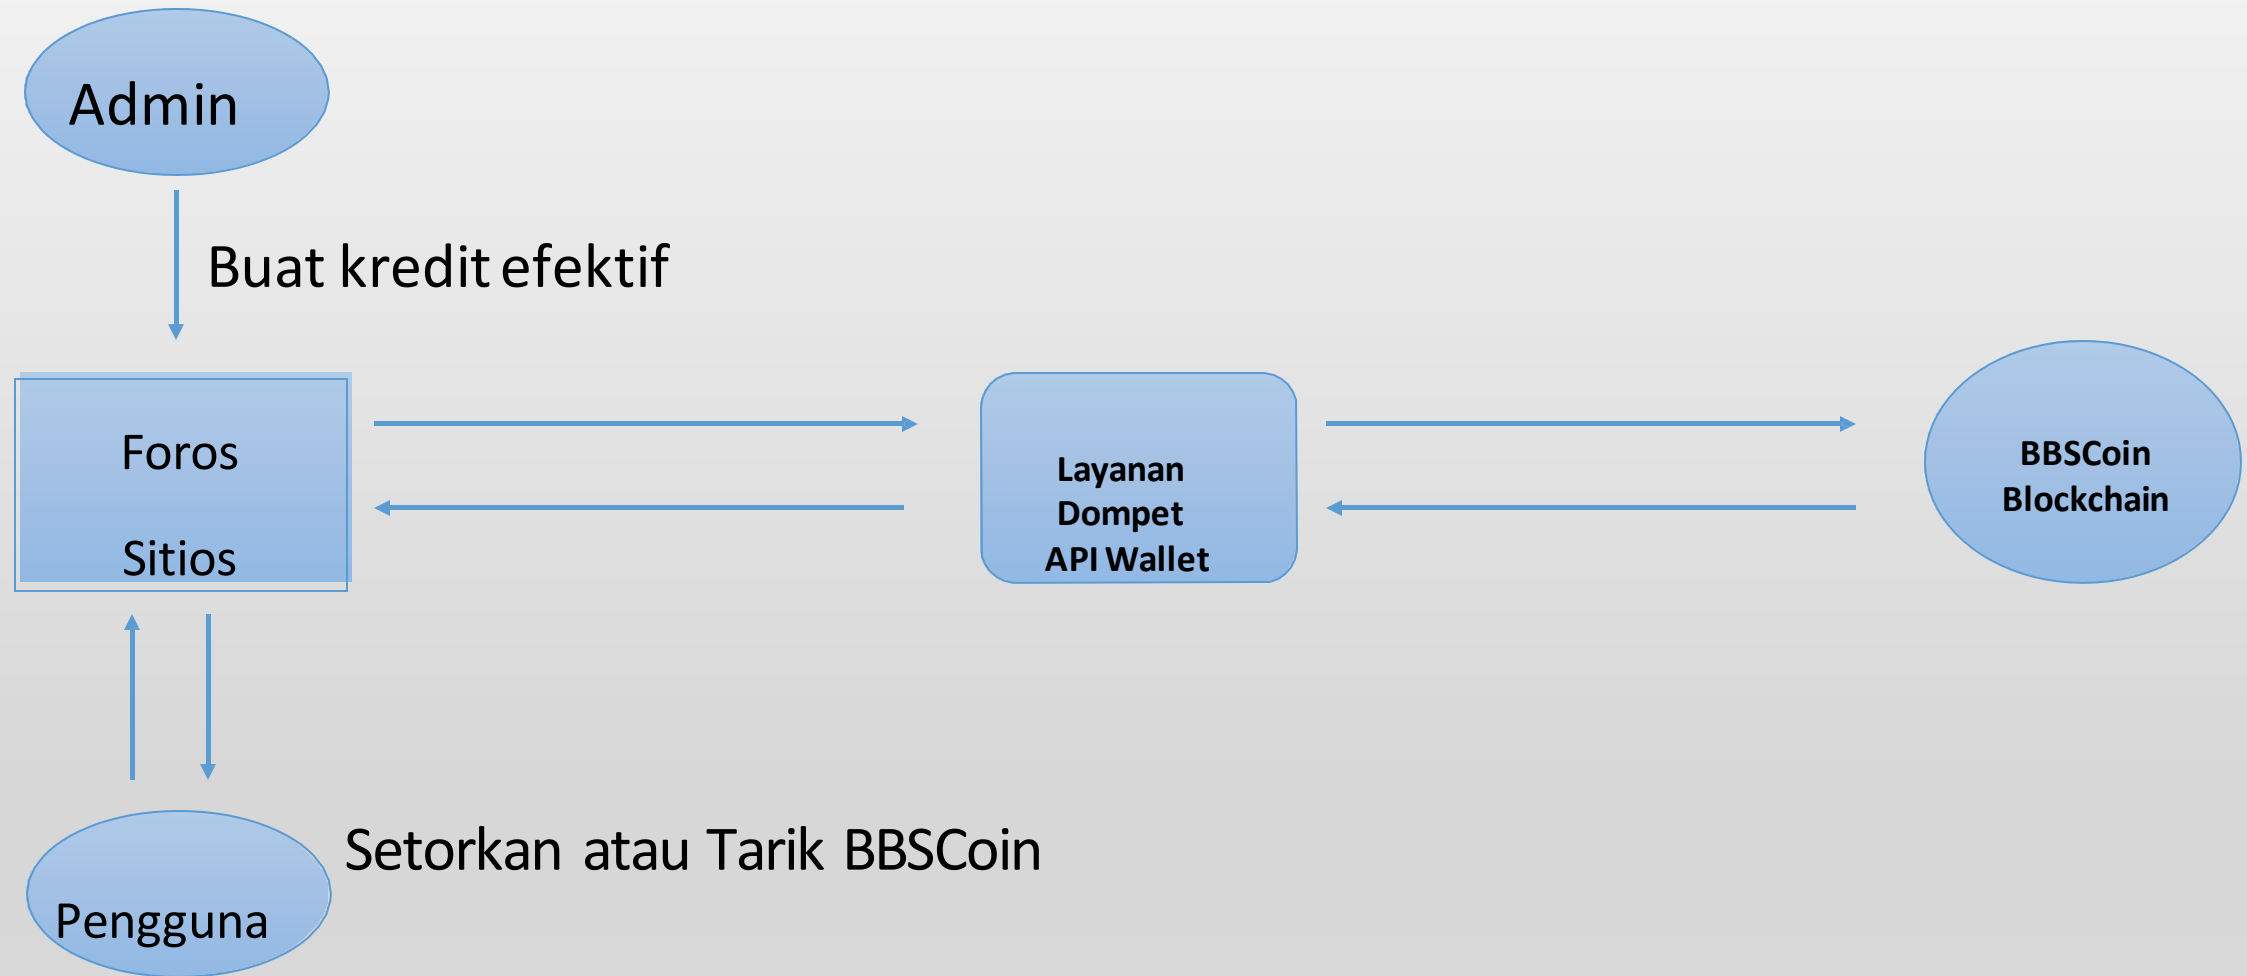 Admin
Buat kredit efektif
Foros
Sitios
Layanan
Dompet
API Wallet
BBSCoin
Blockchain
Setorkan atau Tarik BBSCoin
Pengguna